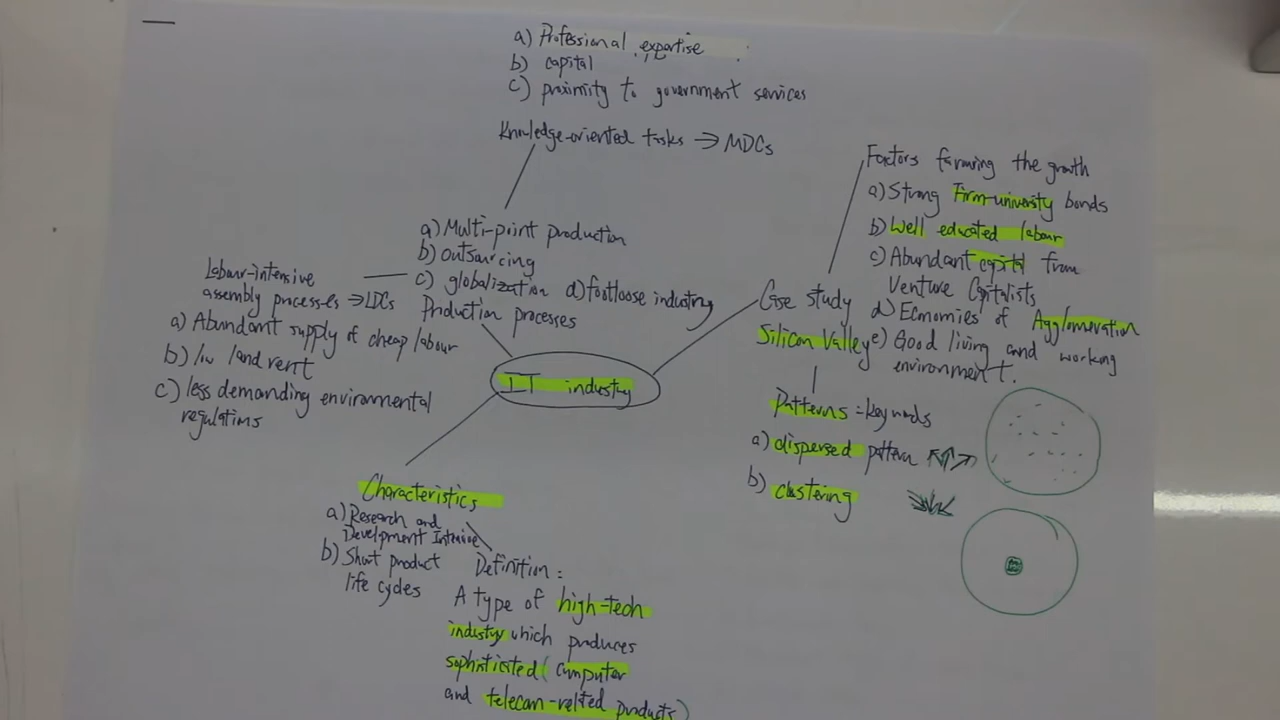 a) Professional expertise
b) capital
c) proximity to government services
Knowledge-oriented tasks → MDCs
a) Multi-point production
b) Outsourcing
c) globalization d) footloose industry
Production processes
Labour-intensive
assembly processes → LDCs
a) Abundant supply of cheap labour
b) low land rent
c) less demanding environmental
regulations
IT industry
Characteristics
a) Research and
Development Intensive
b) Short product
life cycles
Definition :
A type of high-tech
industry which produces
sophisticated ( computer
and telecom-related products)
Case study
Silicon Valley
Factors favouring the growth
a) Strong Firm-university bonds
b) Well educated labour
c) Abundant capital from
Venture Capitalists
d) Economies of Agglomeration
e) Good living and working
environment.
Patterns = keywords
a) dispersed pattern
b) clustering